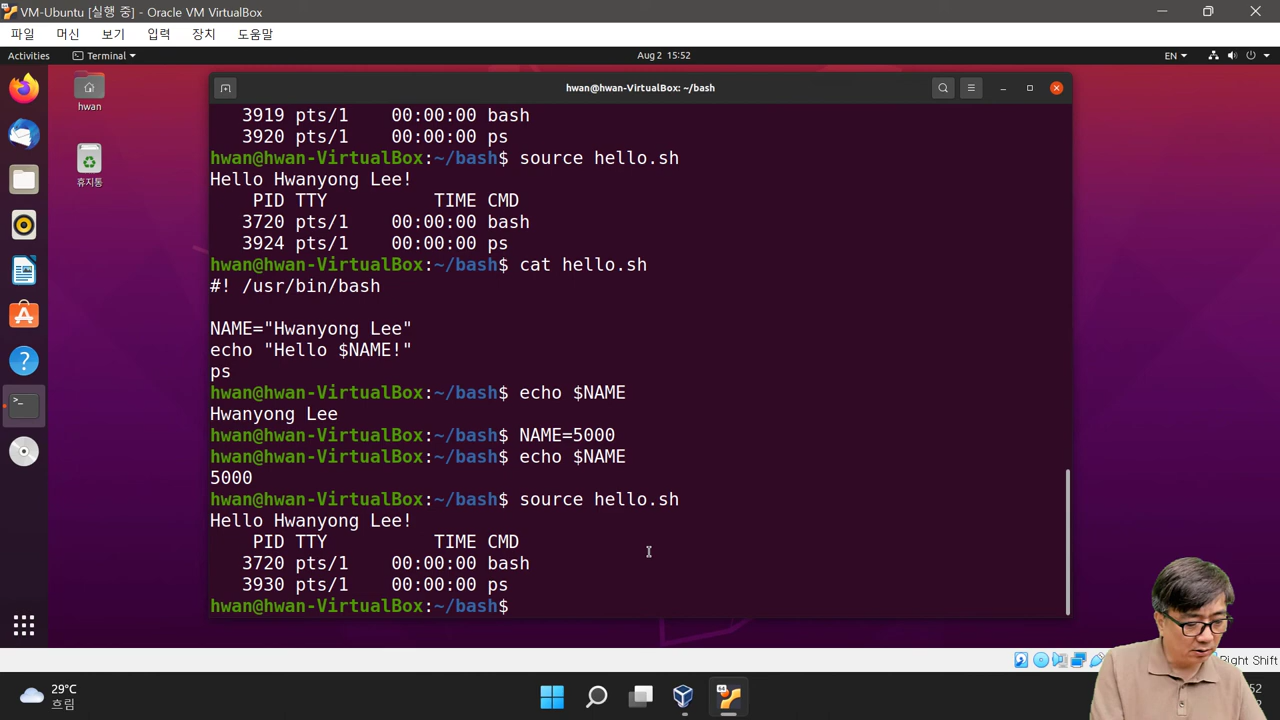 VM-Ubuntu [실행 중] - Oracle VM VirtualBox
파일 머신 보기 입력 장치 도움말
Activities Terminal Aug 2 15:52 EN
hwan@hwan-VirtualBox: ~/bash
hwan
휴지통
3919 pts/1 00:00:00 bash
3920 pts/1 00:00:00 ps
hwan@hwan-VirtualBox:~/bash$ source hello.sh
Hello Hwanyong Lee!
PID TTY TIME CMD
3720 pts/1 00:00:00 bash
3924 pts/1 00:00:00 ps
hwan@hwan-VirtualBox:~/bash$ cat hello.sh
#! /usr/bin/bash
NAME="Hwanyong Lee"
echo "Hello $NAME!"
ps
hwan@hwan-VirtualBox:~/bash$ echo $NAME
Hwanyong Lee
hwan@hwan-VirtualBox:~/bash$ NAME=5000
hwan@hwan-VirtualBox:~/bash$ echo $NAME
5000
hwan@hwan-VirtualBox:~/bash$ source hello.sh
Hello Hwanyong Lee!
PID TTY TIME CMD
3720 pts/1 00:00:00 bash
3930 pts/1 00:00:00 ps
hwan@hwan-VirtualBox:~/bash$
Right Shift
29°C
흐림